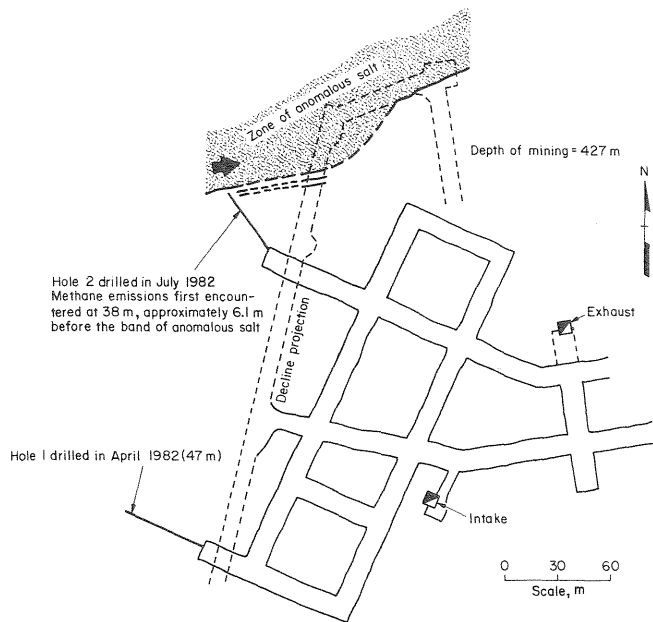 Zone of anomalous salt
Depth of mining = 427 m
N
Hole 2 drilled in July 1982
Methane emissions first encoun-
tered at 38 m, approximately 6.1 m
before the band of anomalous salt
Exhaust
Decline projection
Hole 1 drilled in April 1982 (47 m)
Intake
0 30 60
Scale, m